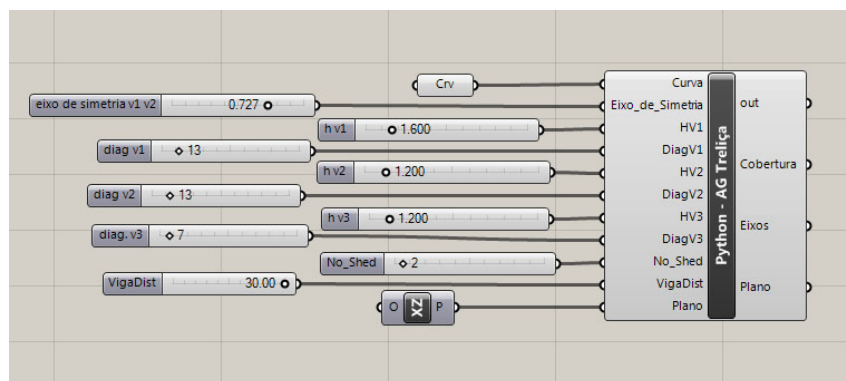 Crv
eixo de simetria v1 v2 0.727
h v1 1.600
diag v1 13
h v2 1.200
diag v2 13
h v3 1.200
diag. v3 7
No_Shed 2
VigaDist 30.00
O XZ P
Curva
Eixo_de_Simetria
HV1
DiagV1
HV2
DiagV2
HV3
DiagV3
No_Shed
VigaDist
Plano
Python - AG Treliça
out
Cobertura
Eixos
Plano